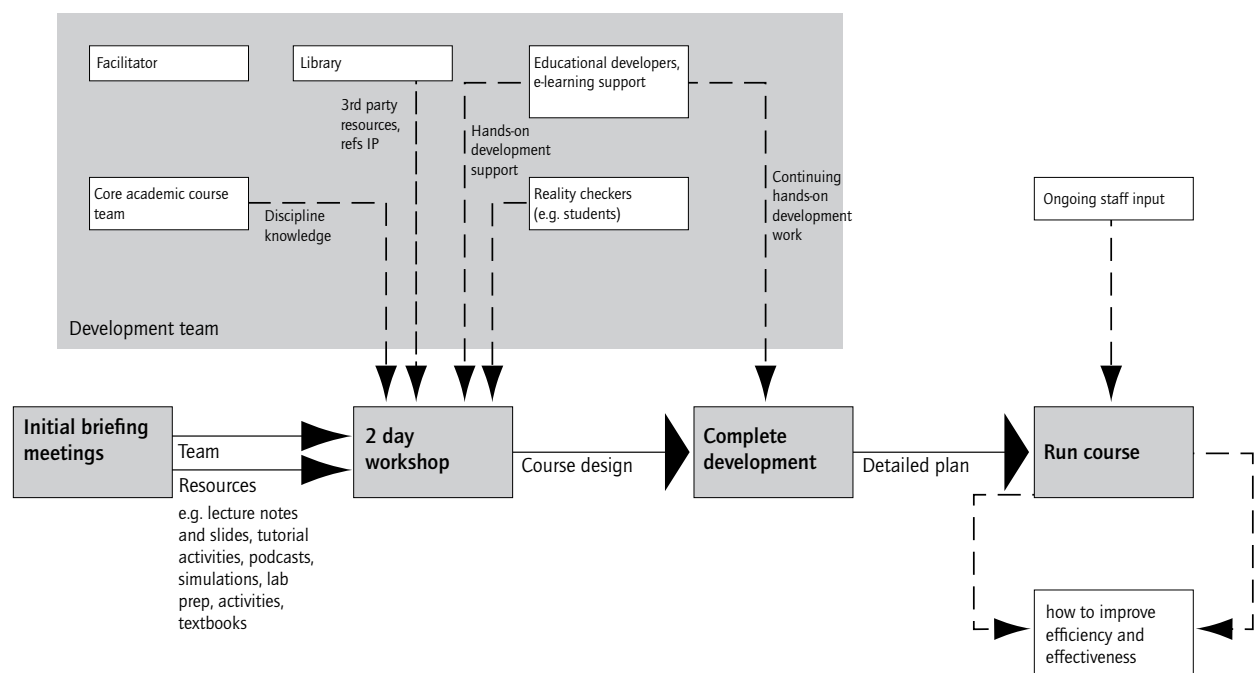 Facilitator
Library
Educational developers,
e-learning support
3rd party
resources,
refs IP
Hands-on
development
support
Core academic course
team
Discipline
knowledge
Reality checkers
(e.g. students)
Continuing
hands-on
development
work
Ongoing staff input
Development team
Initial briefing
meetings
Team
Resources
e.g. lecture notes
and slides, tutorial
activities, podcasts,
simulations, lab
prep, activities,
textbooks
2 day
workshop
Course design
Complete
development
Detailed plan
Run course
how to improve
efficiency and
effectiveness